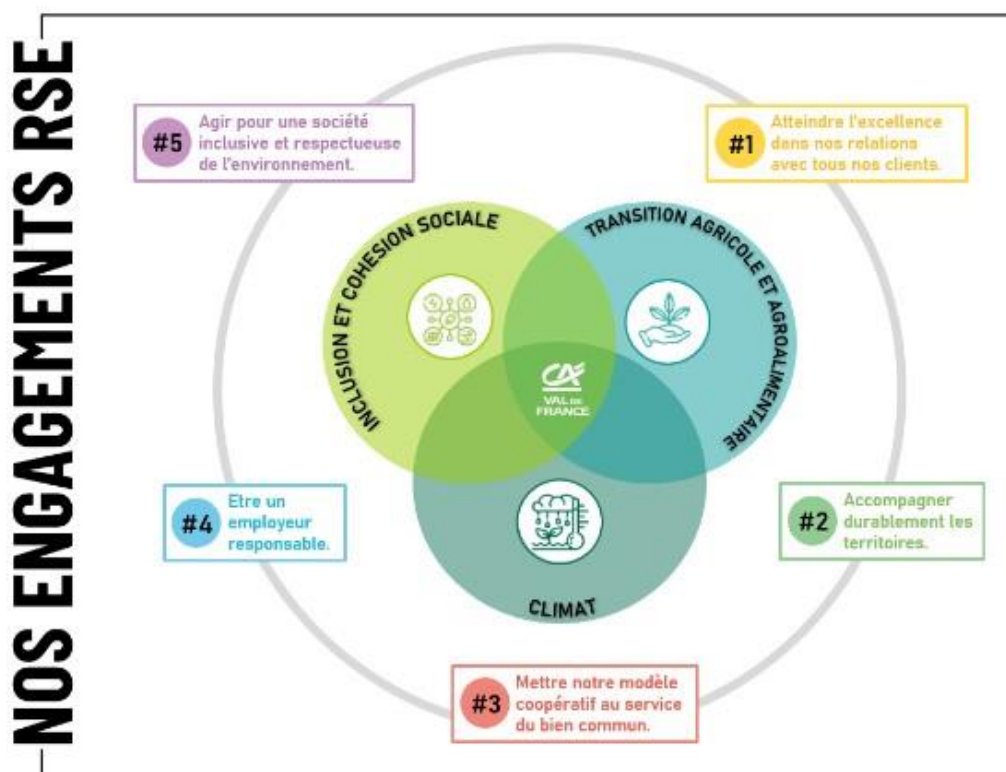 NOS ENGAGEMENTS RSE
#5
Agir pour une société
inclusive et respectueuse
de l'environnement.
#1
Atteindre l'excellence
dans nos relations
avec tous nos clients.
INCLUSION ET COHESION SOCIALE
TRANSITION AGRICOLE ET AGROALIMENTAIRE
CA
VAL DE
FRANCE
#4
Etre un
employeur
responsable.
#2
Accompagner
durablement les
territoires.
CLIMAT
#3
Mettre notre modèle
coopératif au service
du bien commun.